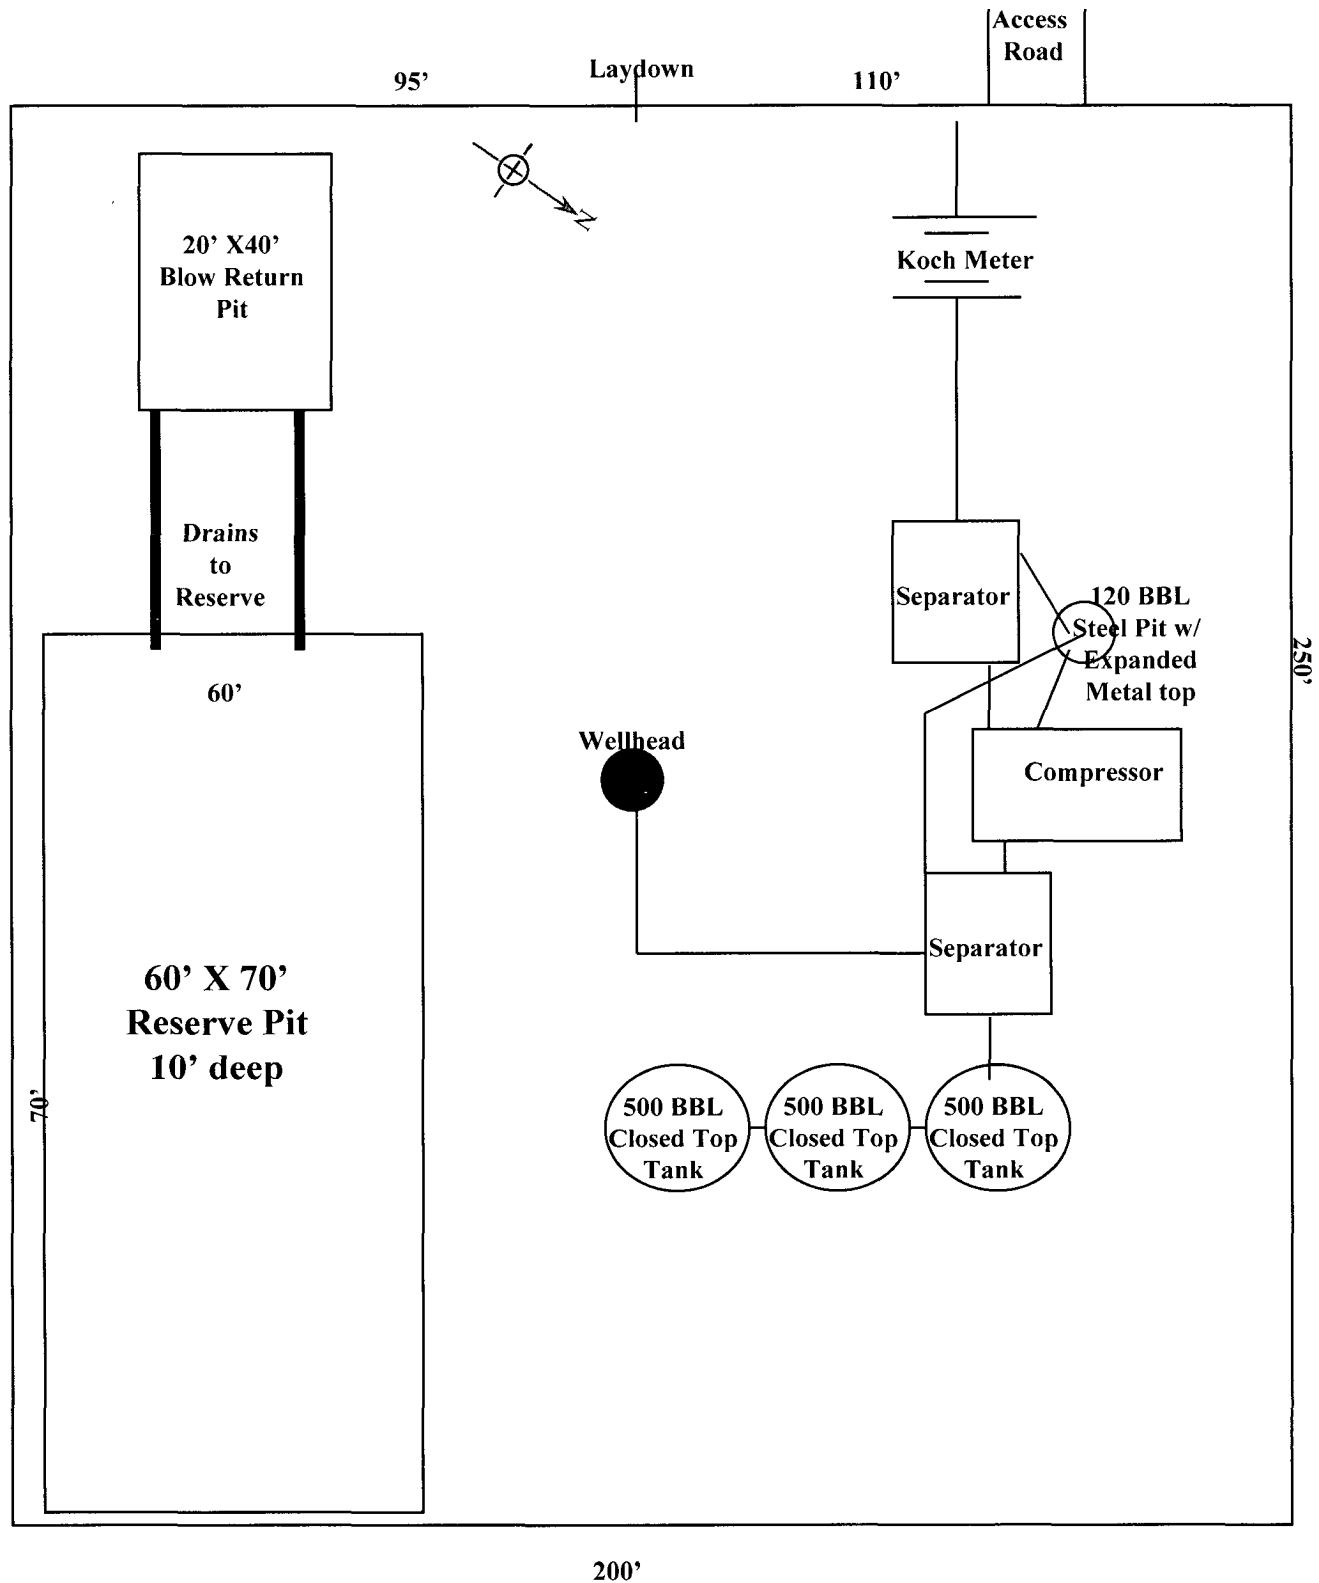 Access
Road
95’
Laydown
110’
N
20’ X40’
Blow Return
Pit
Koch Meter
Drains
to
Reserve
Separator
120 BBL
Steel Pit w/
Expanded
Metal top
250’
60’
Wellhead
Compressor
60’ X 70’
Reserve Pit
10’ deep
Separator
70’
500 BBL
Closed Top
Tank
500 BBL
Closed Top
Tank
500 BBL
Closed Top
Tank
200’